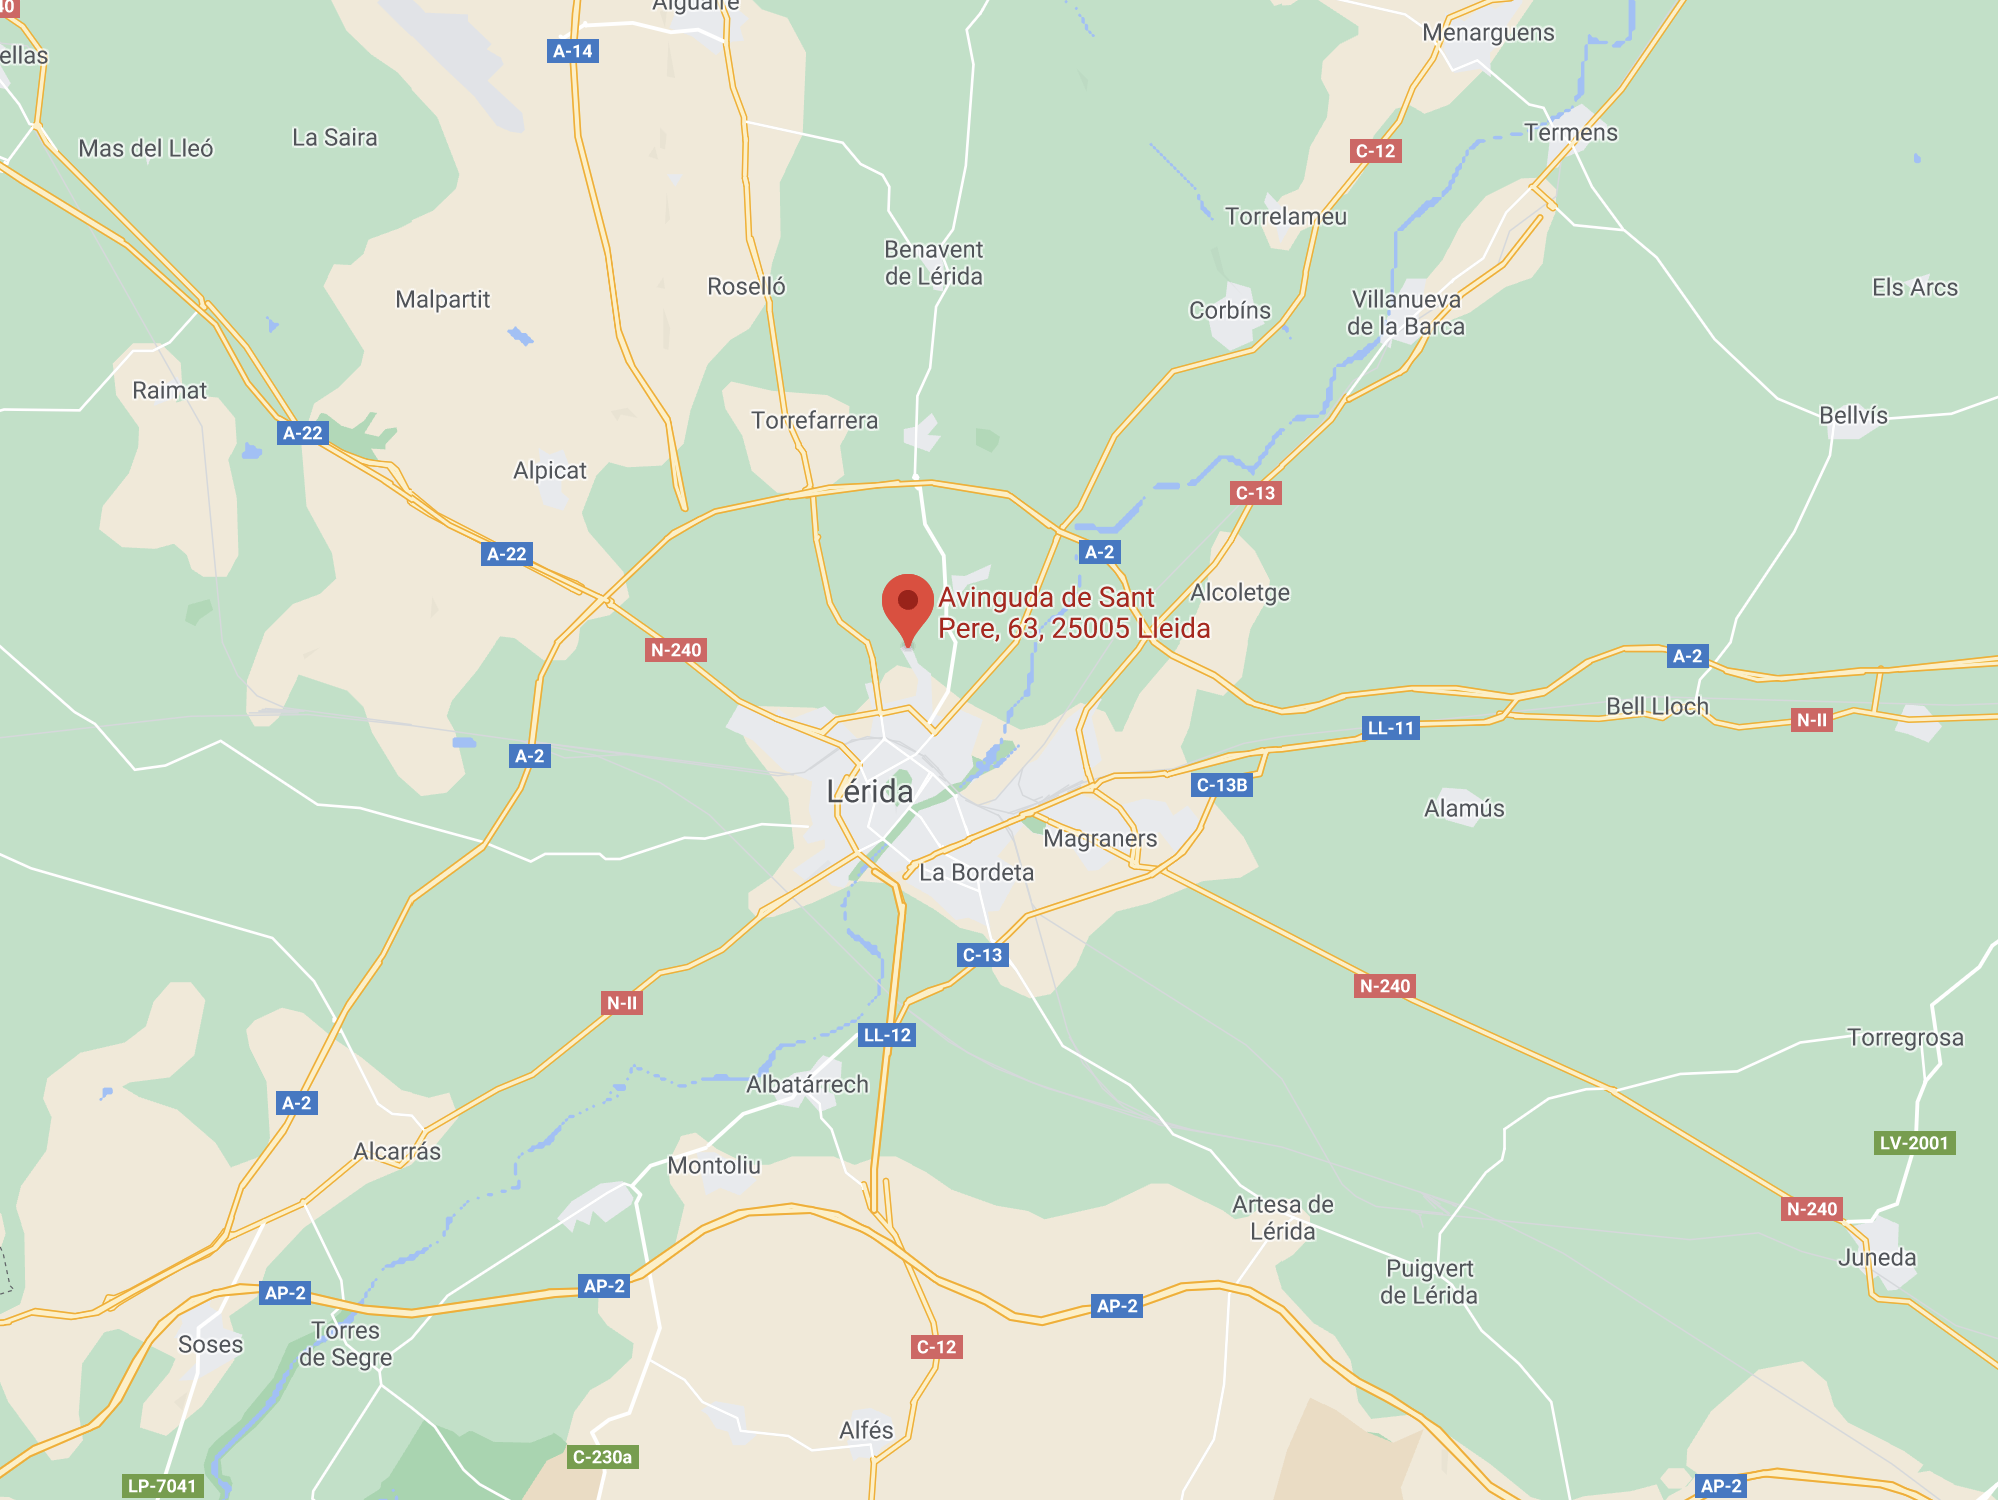 40
Aiguaire
Menarguens
ellas
A-14
Mas del Lleó
La Saira
Termens
C-12
Torrelameu
Benavent
de Lérida
Roselló
Malpartit
Els Arcs
Villanueva
de la Barca
Corbíns
Raimat
Torrefarrera
Bellvís
A-22
Alpicat
C-13
A-22
A-2
Alcoletge
Avinguda de Sant
Pere, 63, 25005 Lleida
N-240
A-2
Bell Lloch
N-II
LL-11
A-2
C-13B
Lérida
Alamús
Magraners
La Bordeta
C-13
N-240
N-II
LL-12
Torregrosa
Albatárrech
A-2
LV-2001
Alcarrás
Montoliu
Artesa de
Lérida
N-240
Juneda
Puigvert
de Lérida
AP-2
AP-2
AP-2
Torres
de Segre
Soses
C-12
Alfés
C-230a
LP-7041
AP-2